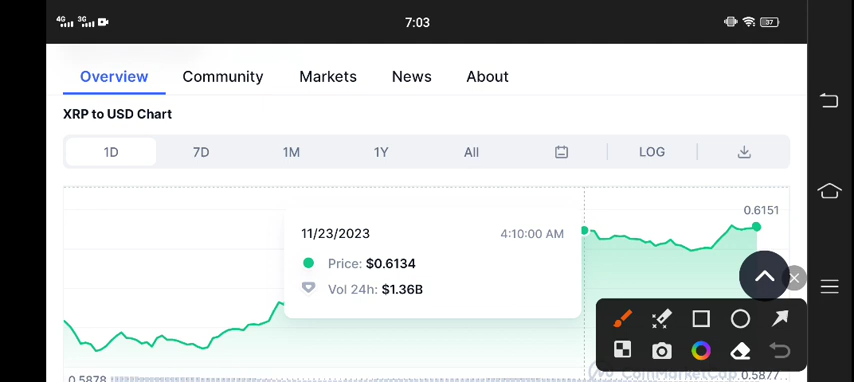 4G 3G 7:03 37
Overview Community Markets News About
XRP to USD Chart
1D 7D 1M 1Y All LOG
0.6151
11/23/2023 4:10:00 AM
Price: $0.6134
Vol 24h: $1.36B
0.5878 CoinMarketCap 0.5877